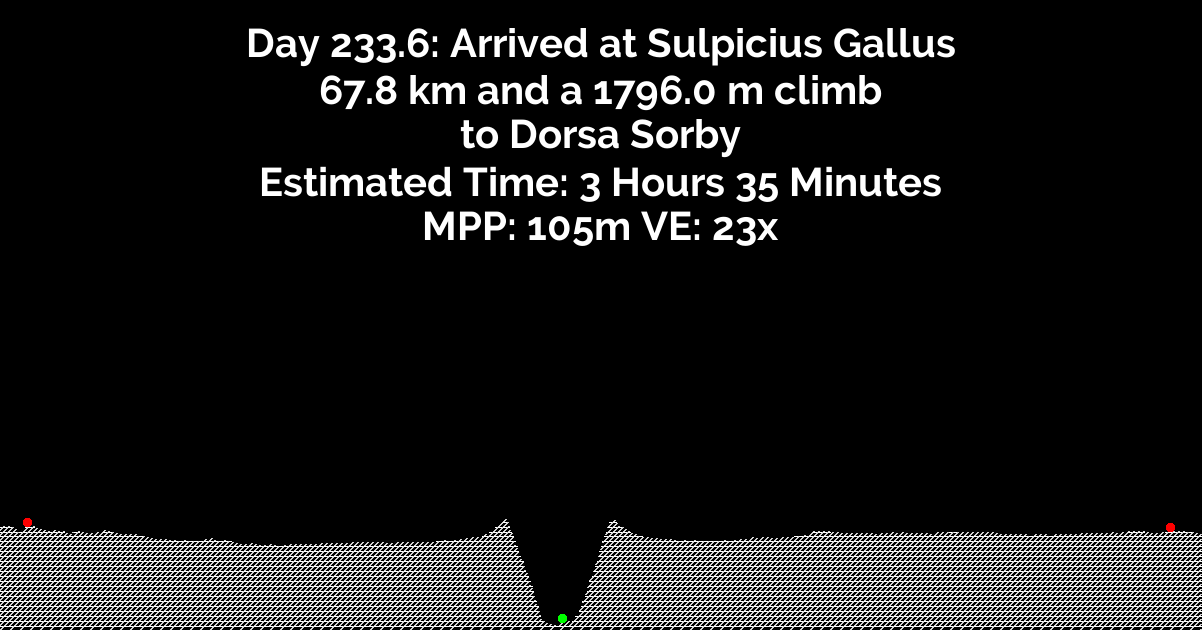 Day 233.6: Arrived at Sulpicius Gallus
67.8 km and a 1796.0 m climb
to Dorsa Sorby
Estimated Time: 3 Hours 35 Minutes
MPP: 105m VE: 23x